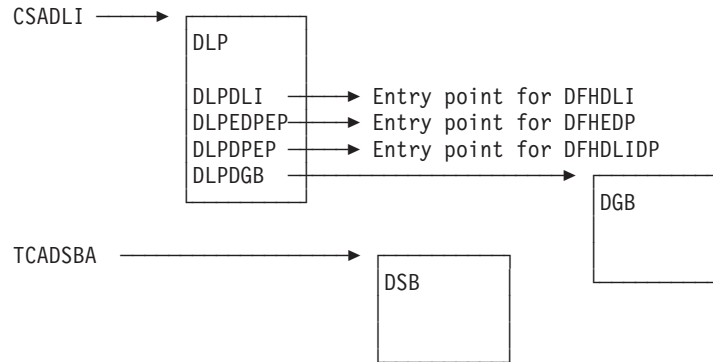 CSADLI
DLP
DLPDLI Entry point for DFHDLI
DLPEDPEP Entry point for DFHEDP
DLPDPEP Entry point for DFHDLIDP
DLPDGB
DGB
TCADSBA
DSB